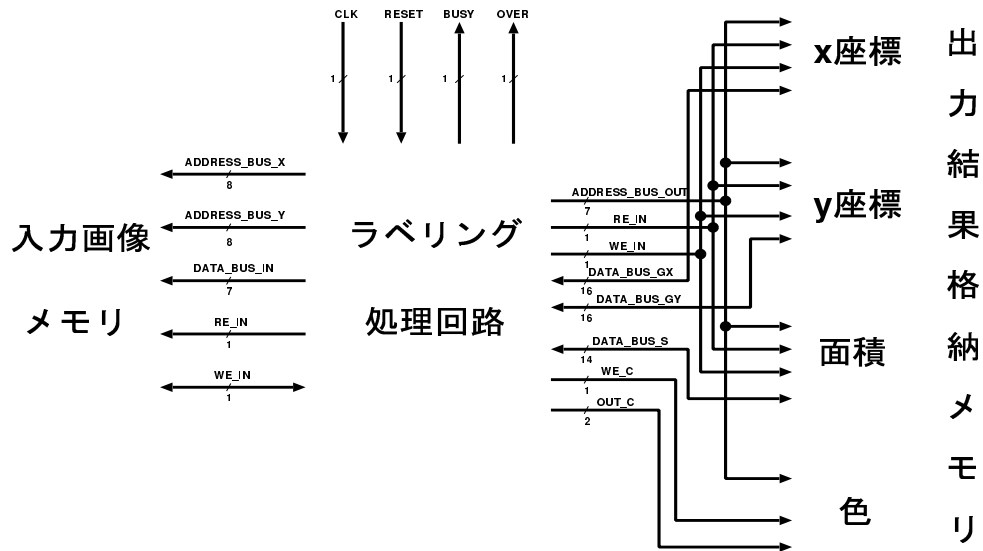 CLK RESET BUSY OVER
1 1 1 1
ADDRESS_BUS_X
8
ADDRESS_BUS_Y
8
DATA_BUS_IN
7
RE_IN
1
WE_IN
1
入力画像
メモリ
ラベリング
処理回路
ADDRESS_BUS_OUT
7
RE_IN
1
WE_IN
1
DATA_BUS_GX
16
DATA_BUS_GY
16
DATA_BUS_S
14
WE_C
1
OUT_C
2
x座標
y座標
面積
色
出力結果格納メモリ